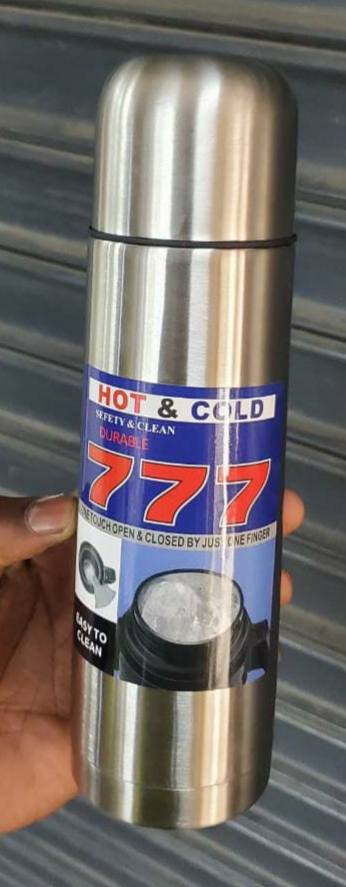 HOT & COLD
SEFETY & CLEAN
DURABLE
777
ONE TOUCH OPEN & CLOSED BY JUST ONE FINGER
EASY TO
CLEAN